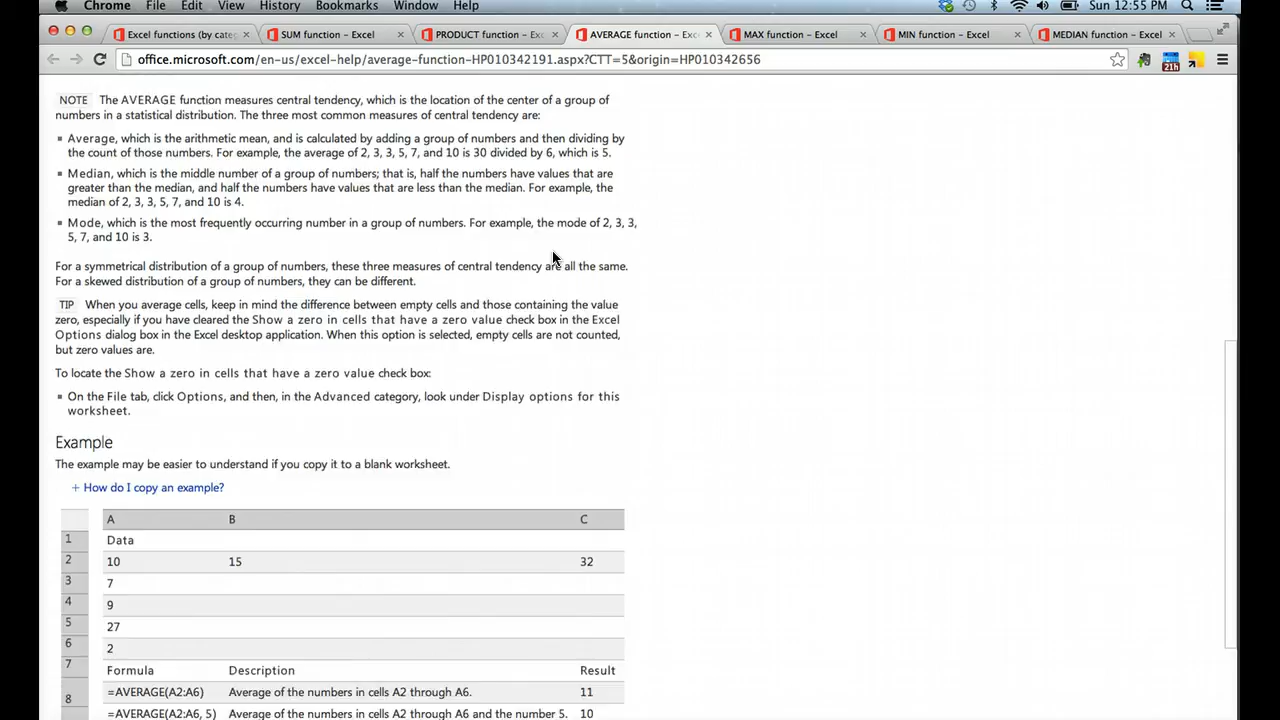 Chrome File Edit View History Bookmarks Window Help Sun 12:55 PM
Excel functions (by cate SUM function – Excel PRODUCT function – Exc AVERAGE function – Exc MAX function – Excel MIN function – Excel MEDIAN function – Excel
office.microsoft.com/en-us/excel-help/average-function-HP010342191.aspx?CTT=5&origin=HP010342656
21h
NOTE The AVERAGE function measures central tendency, which is the location of the center of a group of
numbers in a statistical distribution. The three most common measures of central tendency are:
Average, which is the arithmetic mean, and is calculated by adding a group of numbers and then dividing by
the count of those numbers. For example, the average of 2, 3, 3, 5, 7, and 10 is 30 divided by 6, which is 5.
Median, which is the middle number of a group of numbers; that is, half the numbers have values that are
greater than the median, and half the numbers have values that are less than the median. For example, the
median of 2, 3, 3, 5, 7, and 10 is 4.
Mode, which is the most frequently occurring number in a group of numbers. For example, the mode of 2, 3, 3,
5, 7, and 10 is 3.
For a symmetrical distribution of a group of numbers, these three measures of central tendency are all the same.
For a skewed distribution of a group of numbers, they can be different.
TIP When you average cells, keep in mind the difference between empty cells and those containing the value
zero, especially if you have cleared the Show a zero in cells that have a zero value check box in the Excel
Options dialog box in the Excel desktop application. When this option is selected, empty cells are not counted,
but zero values are.
To locate the Show a zero in cells that have a zero value check box:
On the File tab, click Options, and then, in the Advanced category, look under Display options for this
worksheet.
Example
The example may be easier to understand if you copy it to a blank worksheet.
+ How do I copy an example?
A B C
1 Data
2 10 15 32
3 7
4 9
5 27
6 2
7 Formula Description Result
8 =AVERAGE(A2:A6) Average of the numbers in cells A2 through A6. 11
=AVERAGE(A2:A6, 5) Average of the numbers in cells A2 through A6 and the number 5. 10